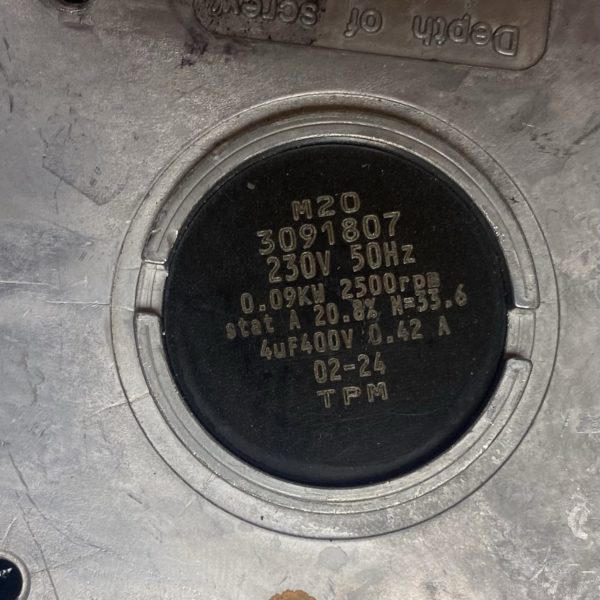 Depth of screw
M20
3091807
230V 50Hz
0.09KW 2500rpm
stat A 20.8% N=53.6
4uF400V 0.42 A
02-24
TPM